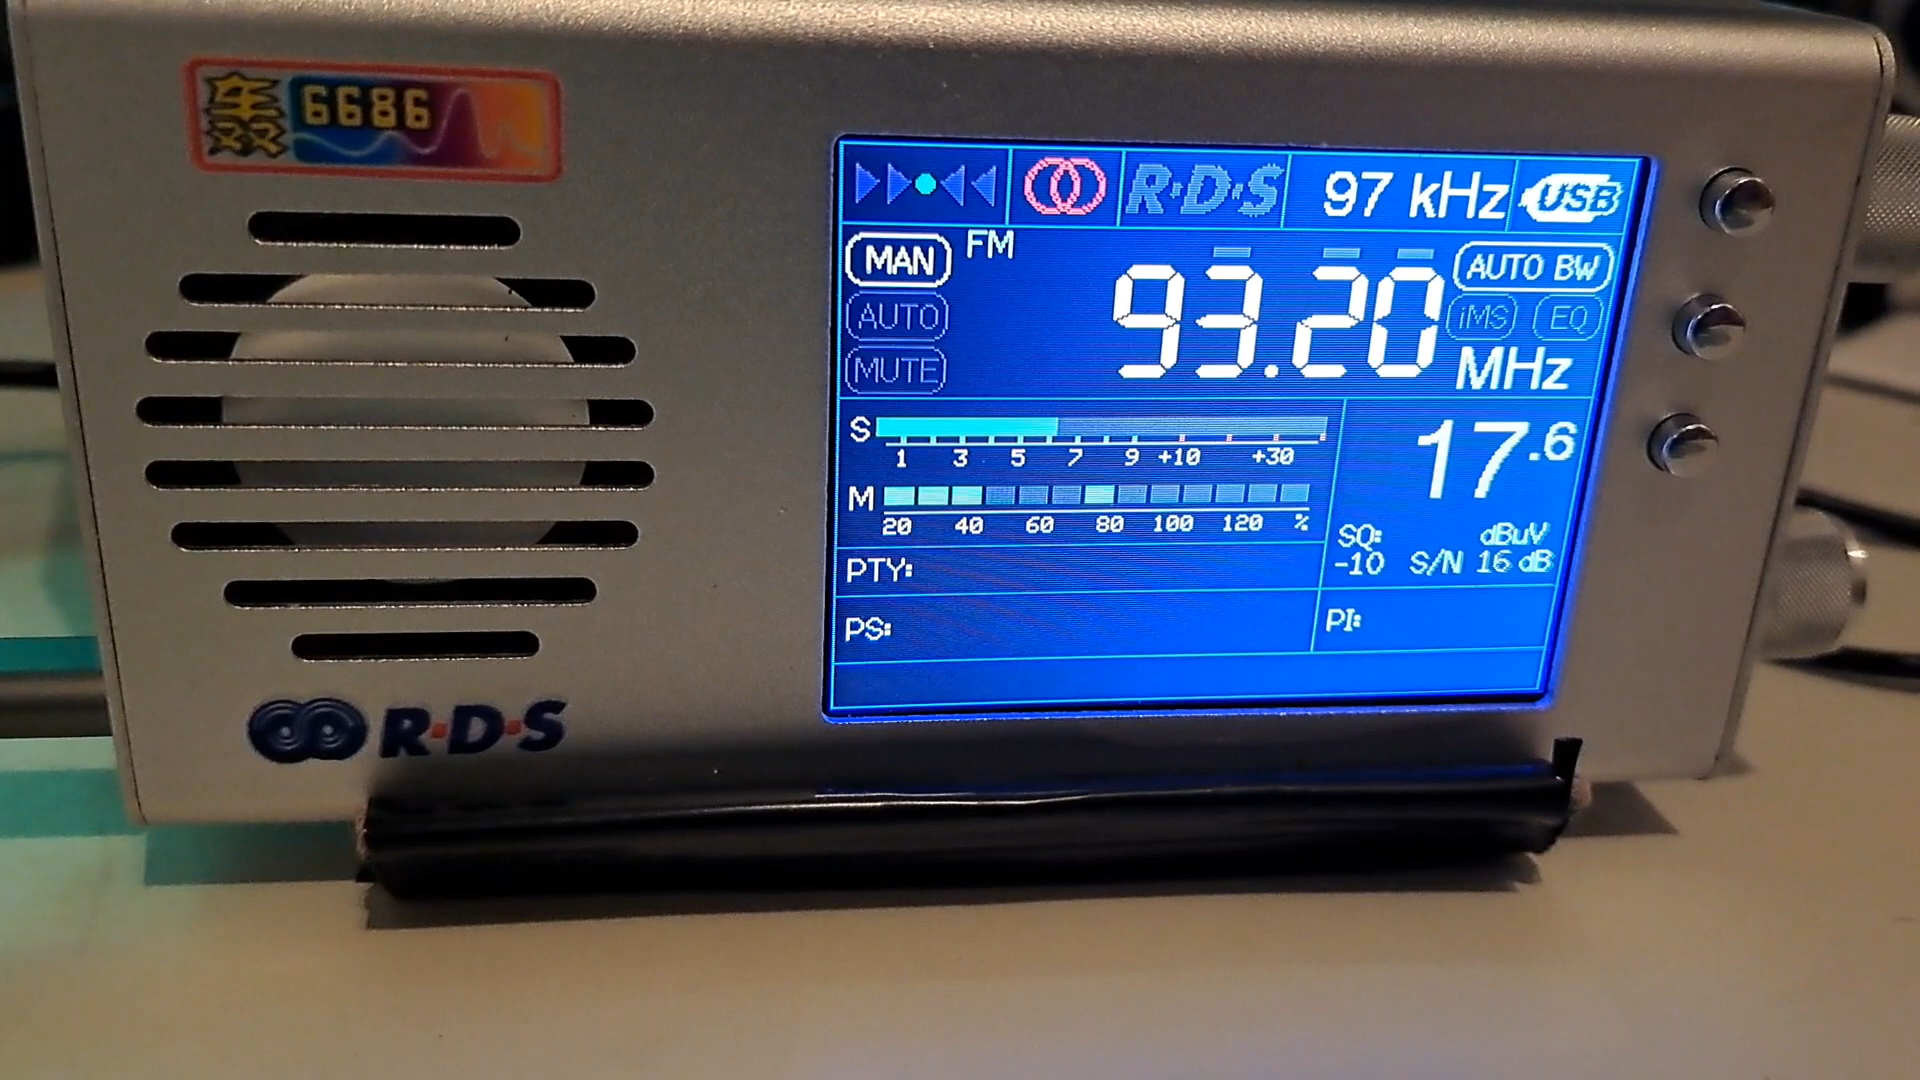 6686
R·D·S
97 kHz
USB
MAN
FM
93.20
MHz
AUTO BW
AUTO
iMS
EQ
MUTE
S
1 3 5 7 9 +10 +30
M
20 40 60 80 100 120 %
17.6
SQ:
dBuV
-10
S/N 16 dB
PTY:
PS:
PI:
R·D·S